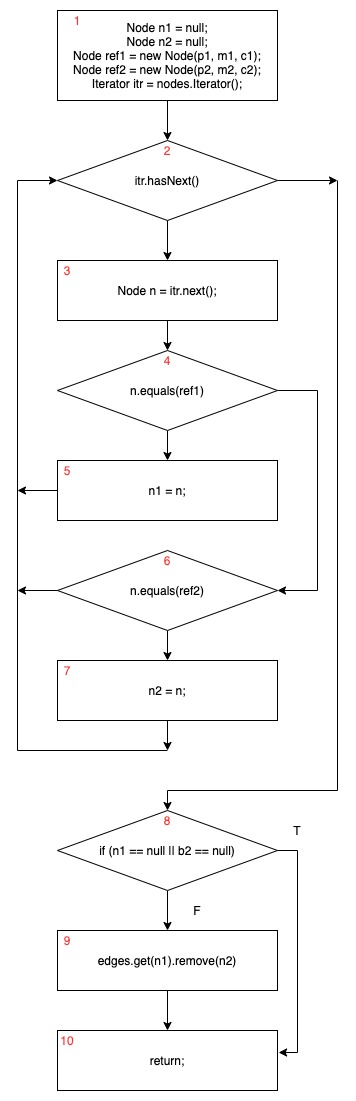 1
Node n1 = null;
Node n2 = null;
Node ref1 = new Node(p1, m1, c1);
Node ref2 = new Node(p2, m2, c2);
Iterator itr = nodes.Iterator();
2
itr.hasNext()
3
Node n = itr.next();
4
n.equals(ref1)
5
n1 = n;
6
n.equals(ref2)
7
n2 = n;
8
T
if (n1 == null || b2 == null)
F
9
edges.get(n1).remove(n2)
10
return;